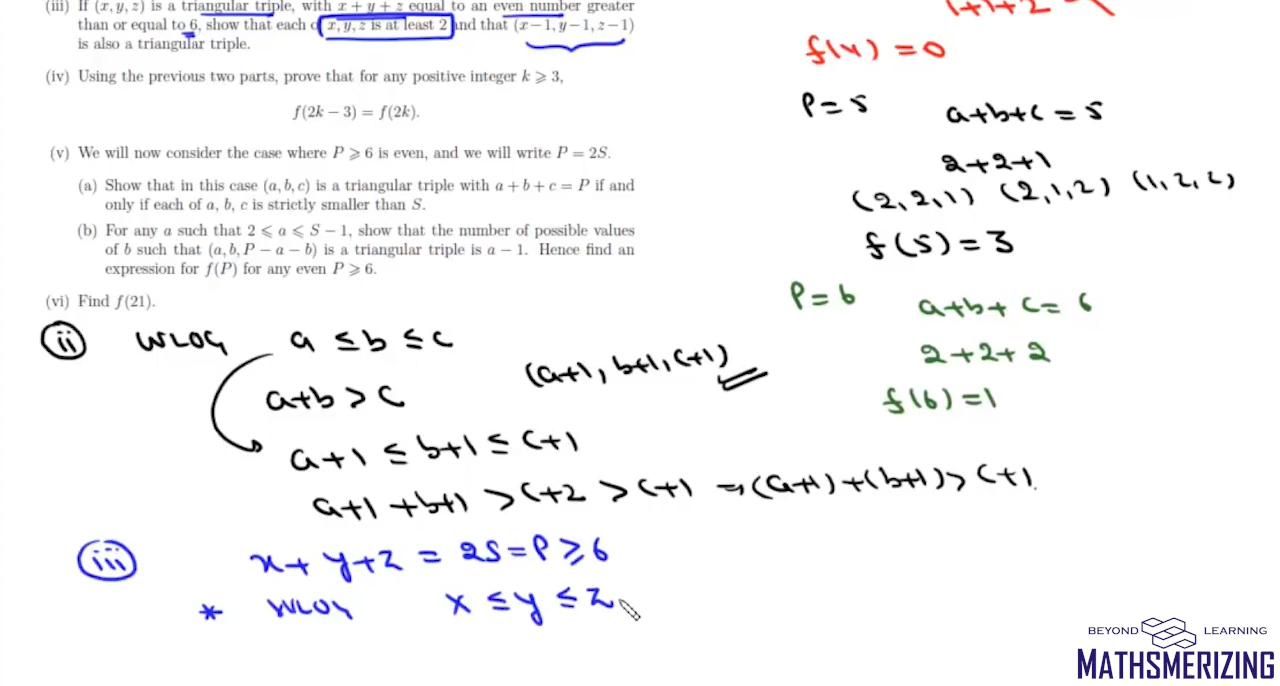 (iii) If (x, y, z) is a triangular triple, with x + y + z equal to an even number greater
than or equal to 6, show that each o x, y, z is at least 2 and that (x−1, y−1, z−1)
is also a triangular triple.
(iv) Using the previous two parts, prove that for any positive integer k ⩾ 3,
f(2k − 3) = f(2k).
(v) We will now consider the case where P ⩾ 6 is even, and we will write P = 2S.
(a) Show that in this case (a, b, c) is a triangular triple with a + b + c = P if and
only if each of a, b, c is strictly smaller than S.
(b) For any a such that 2 ⩽ a ⩽ S − 1, show that the number of possible values
of b such that (a, b, P − a − b) is a triangular triple is a − 1. Hence find an
expression for f(P) for any even P ⩾ 6.
(vi) Find f(21).
1+1+2
f(4) = 0
P = 5
a+b+c = 5
2+2+1
(2,2,1) (2,1,2) (1,2,2)
f(5) = 3
P = 6
a+b+c = 6
2+2+2
f(6) = 1
(ii) WLOG a ≤ b ≤ c
(a+1, b+1, c+1)
a+b > c
a+1 ≤ b+1 ≤ c+1
a+1 + b+1 > c+2 > c+1 ⇒ (a+1)+(b+1) > c+1.
(iii) x + y + z = 2S = P ≥ 6
* WLOG x ≤ y ≤ z
BEYOND LEARNING
MATHSMERIZING